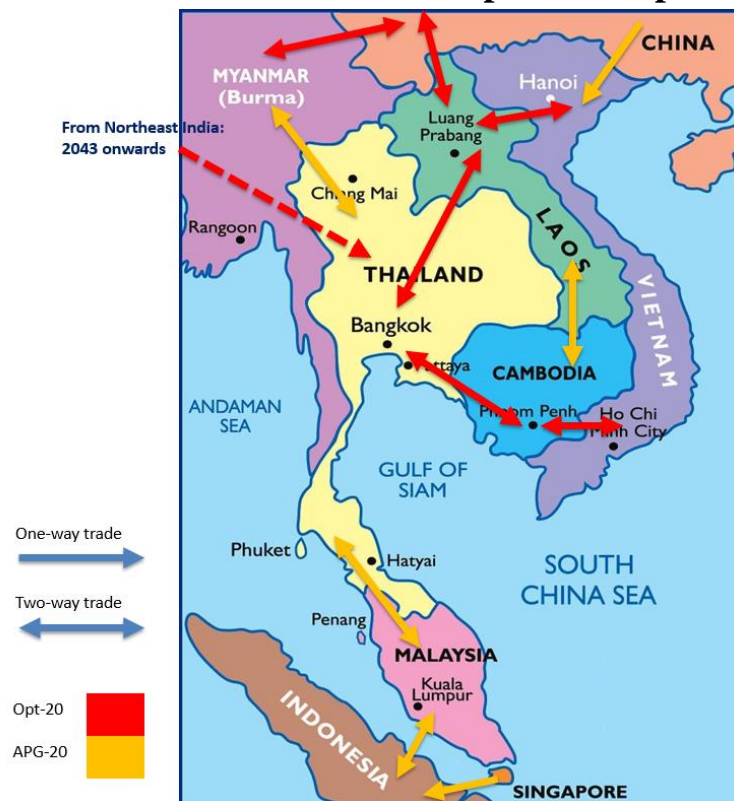 CHINA
MYANMAR
(Burma)
Hanoi
Luang
Prabang
From Northeast India:
2043 onwards
Chiang Mai
Rangoon
LAOS
THAILAND
VIETNAM
Bangkok
CAMBODIA
ANDAMAN
SEA
Phnom Penh
Ho Chi
Minh City
GULF OF
SIAM
One-way trade
Phuket
Hatyai
SOUTH
CHINA SEA
Two-way trade
Penang
MALAYSIA
Kuala
Lumpur
Opt-20
INDONESIA
APG-20
SINGAPORE